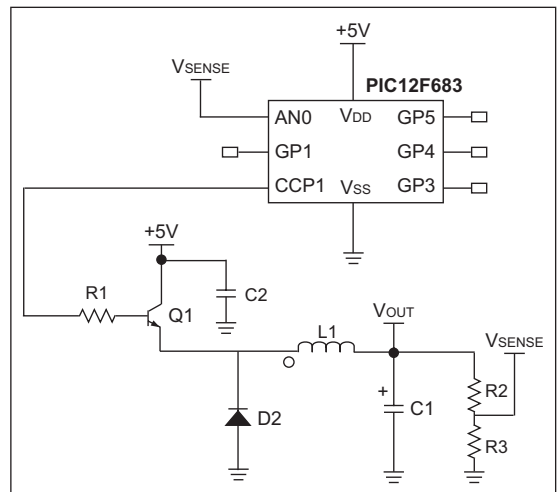 +5V
VSENSE
PIC12F683
AN0 VDD GP5
GP1 GP4
CCP1 VSS GP3
+5V
R1
Q1
C2
L1
VOUT
VSENSE
D2
+
C1
R2
R3